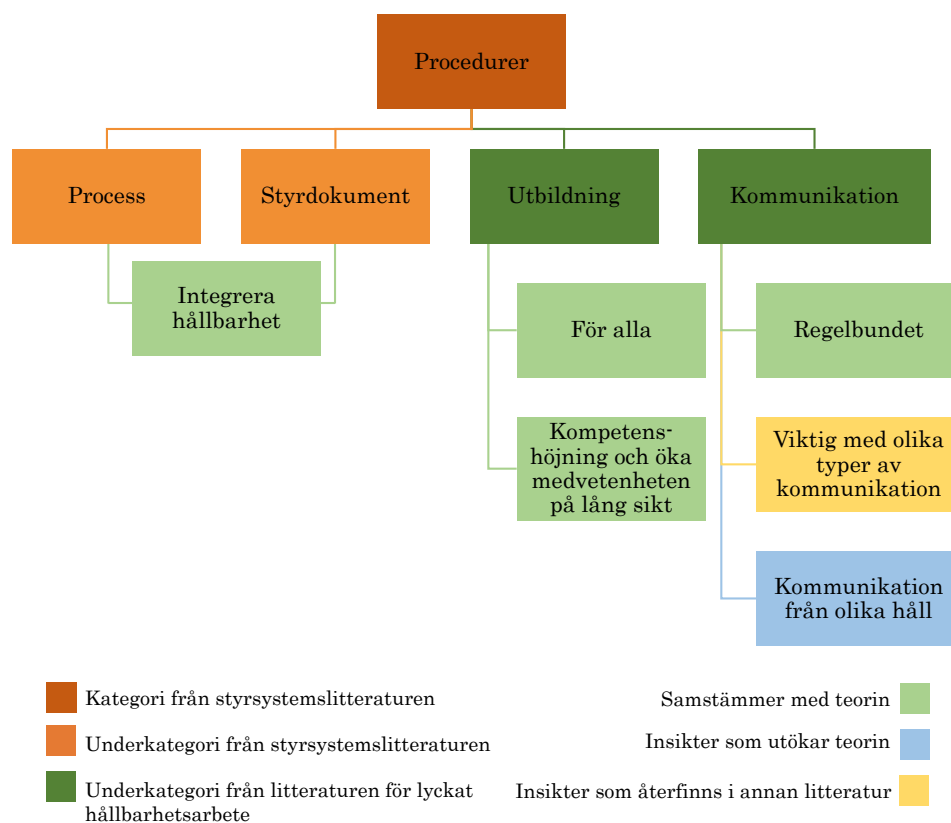 Procedurer
Process
Styrdokument
Utbildning
Kommunikation
Integrera
hållbarhet
För alla
Regelbundet
Kompetens-
höjning och öka
medvetenheten
på lång sikt
Viktig med olika
typer av
kommunikation
Kommunikation
från olika håll
Kategori från styrsystemslitteraturen
Underkategori från styrsystemslitteraturen
Underkategori från litteraturen för lyckat
hållbarhetsarbete
Samstämmer med teorin
Insikter som utökar teorin
Insikter som återfinns i annan litteratur